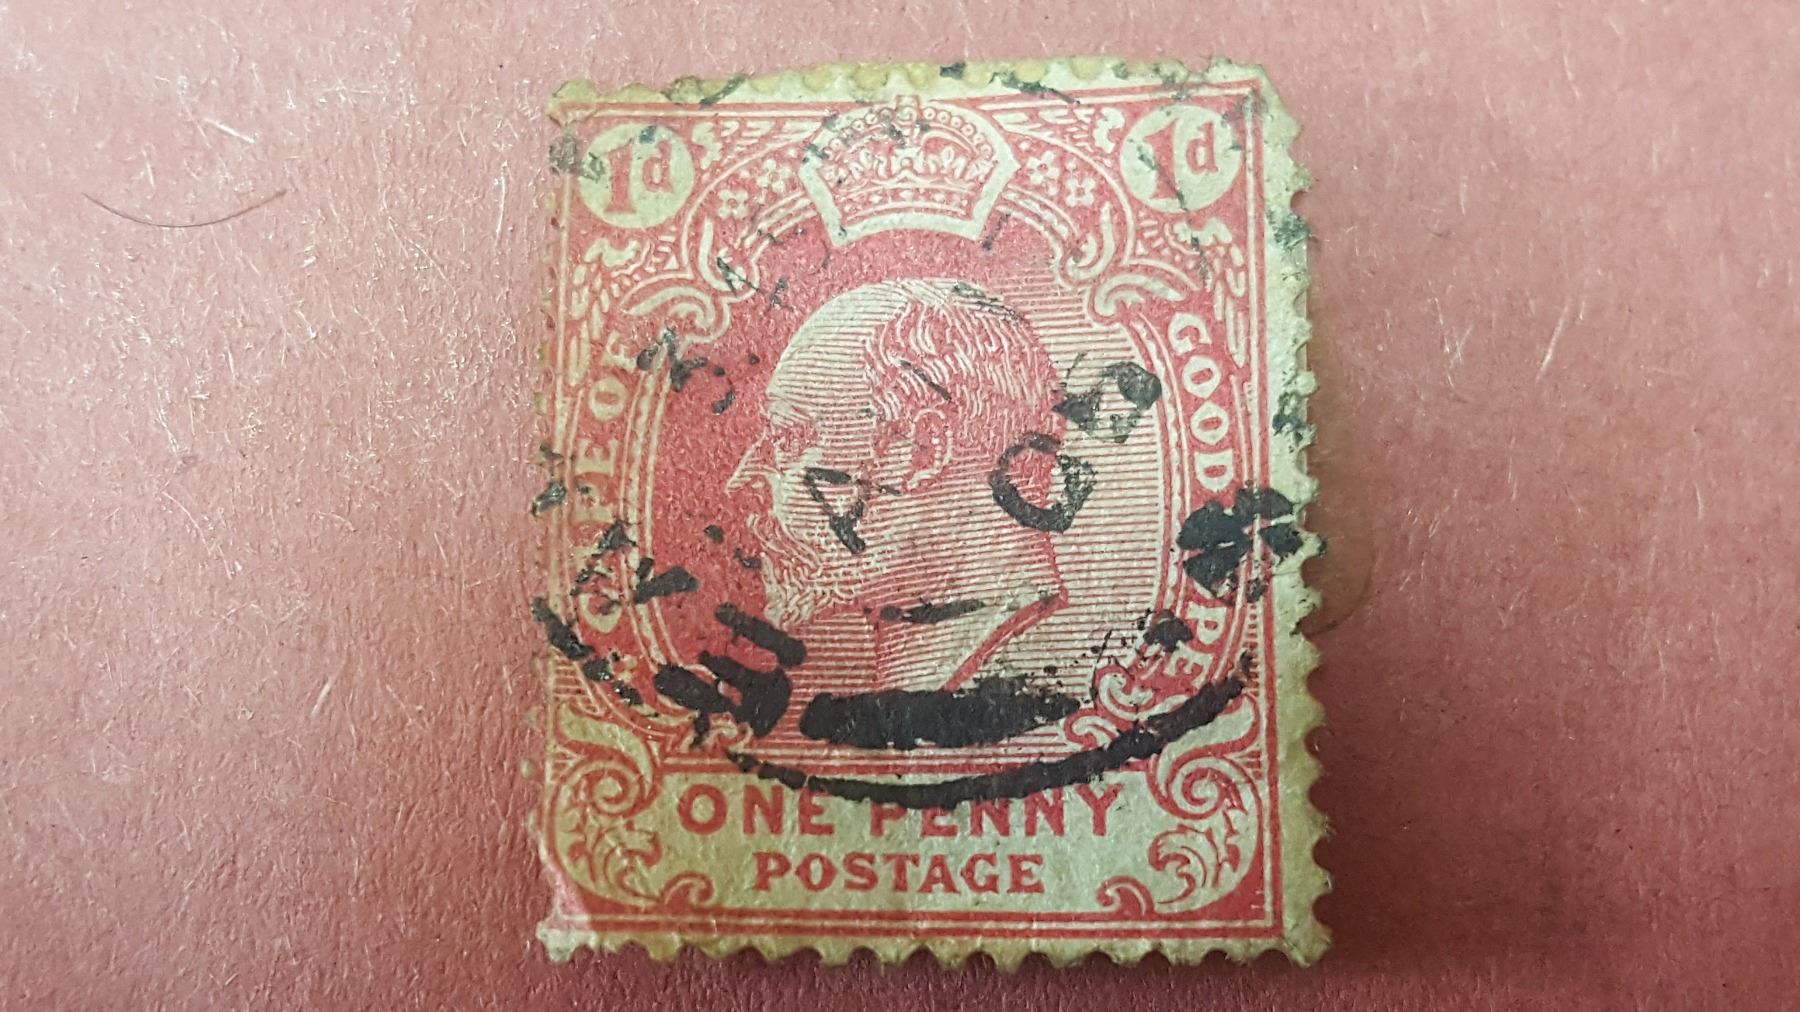 1d 1d
CAPE OF GOOD HOPE
ONE PENNY
POSTAGE
A